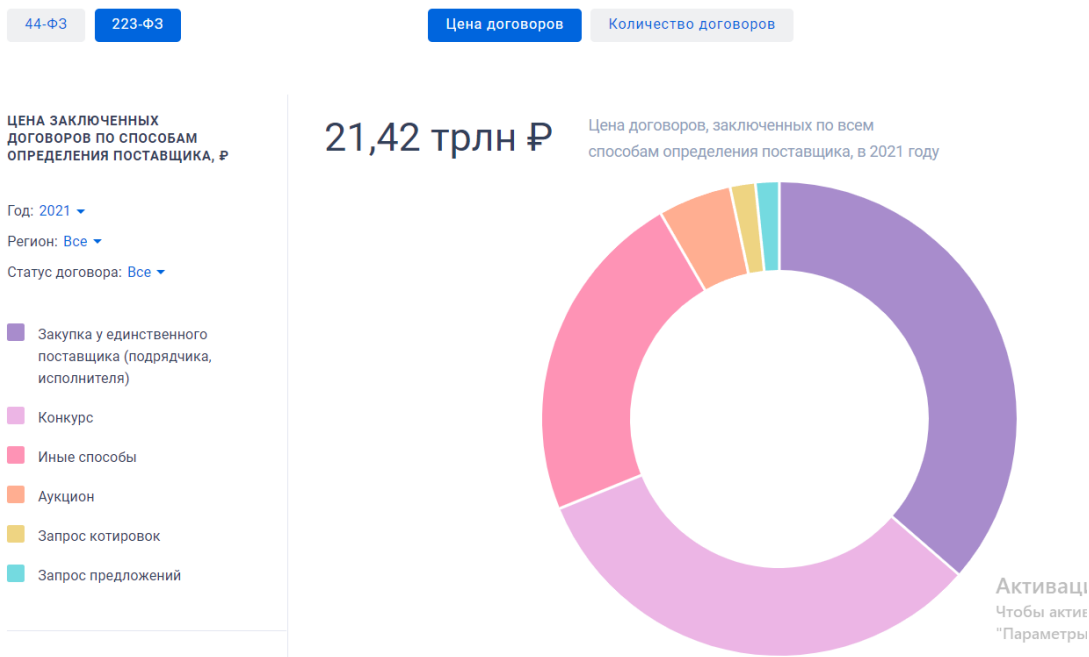 44-ФЗ
223-ФЗ
Цена договоров
Количество договоров
ЦЕНА ЗАКЛЮЧЕННЫХ
ДОГОВОРОВ ПО СПОСОБАМ
ОПРЕДЕЛЕНИЯ ПОСТАВЩИКА, ₽
Год: 2021
Регион: Все
Статус договора: Все
Закупка у единственного
поставщика (подрядчика,
исполнителя)
Конкурс
Иные способы
Аукцион
Запрос котировок
Запрос предложений
21,42 трлн ₽
Цена договоров, заключенных по всем
способам определения поставщика, в 2021 году
Чтобы
"Параметры